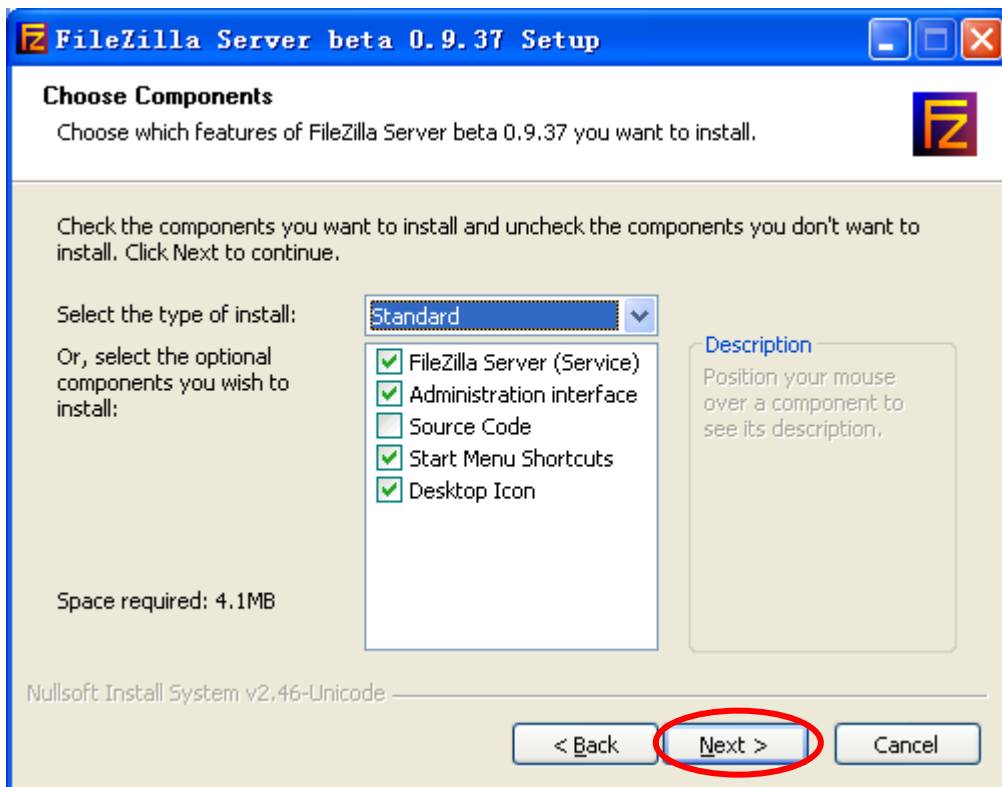 FileZilla Server beta 0.9.37 Setup
Choose Components
Choose which features of FileZilla Server beta 0.9.37 you want to install.
FZ
Check the components you want to install and uncheck the components you don't want to
install. Click Next to continue.
Select the type of install:
Standard
Or, select the optional
components you wish to
install:
FileZilla Server (Service)
Administration interface
Source Code
Start Menu Shortcuts
Desktop Icon
Description
Position your mouse
over a component to
see its description.
Space required: 4.1MB
Nullsoft Install System v2.46-Unicode
< Back
Next >
Cancel